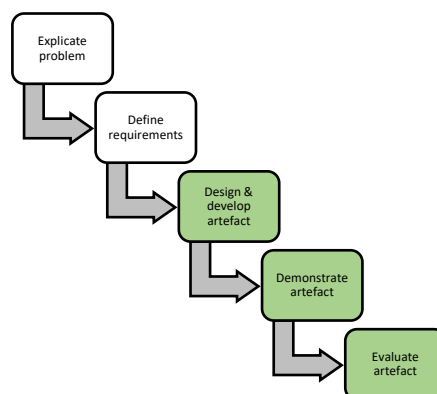 Explicate
problem
Define
requirements
Design &
develop
artefact
Demonstrate
artefact
Evaluate
artefact